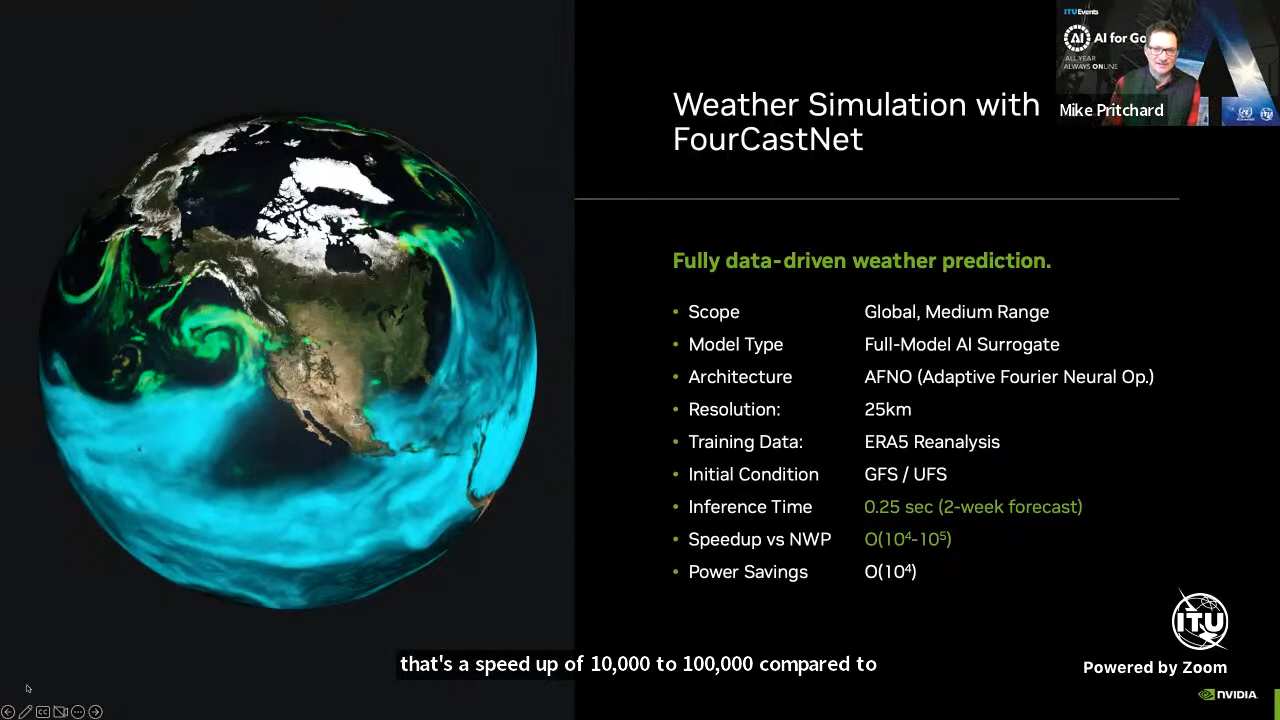 ITUEvents
AI
AI for Go
ALL YEAR
ALWAYS ONLINE
Mike Pritchard
Weather Simulation with
FourCastNet
Fully data-driven weather prediction.
• Scope Global, Medium Range
• Model Type Full-Model AI Surrogate
• Architecture AFNO (Adaptive Fourier Neural Op.)
• Resolution: 25km
• Training Data: ERA5 Reanalysis
• Initial Condition GFS / UFS
• Inference Time 0.25 sec (2-week forecast)
• Speedup vs NWP O(10⁴-10⁵)
• Power Savings O(10⁴)
ITU
that's a speed up of 10,000 to 100,000 compared to
Powered by Zoom
NVIDIA.
CC